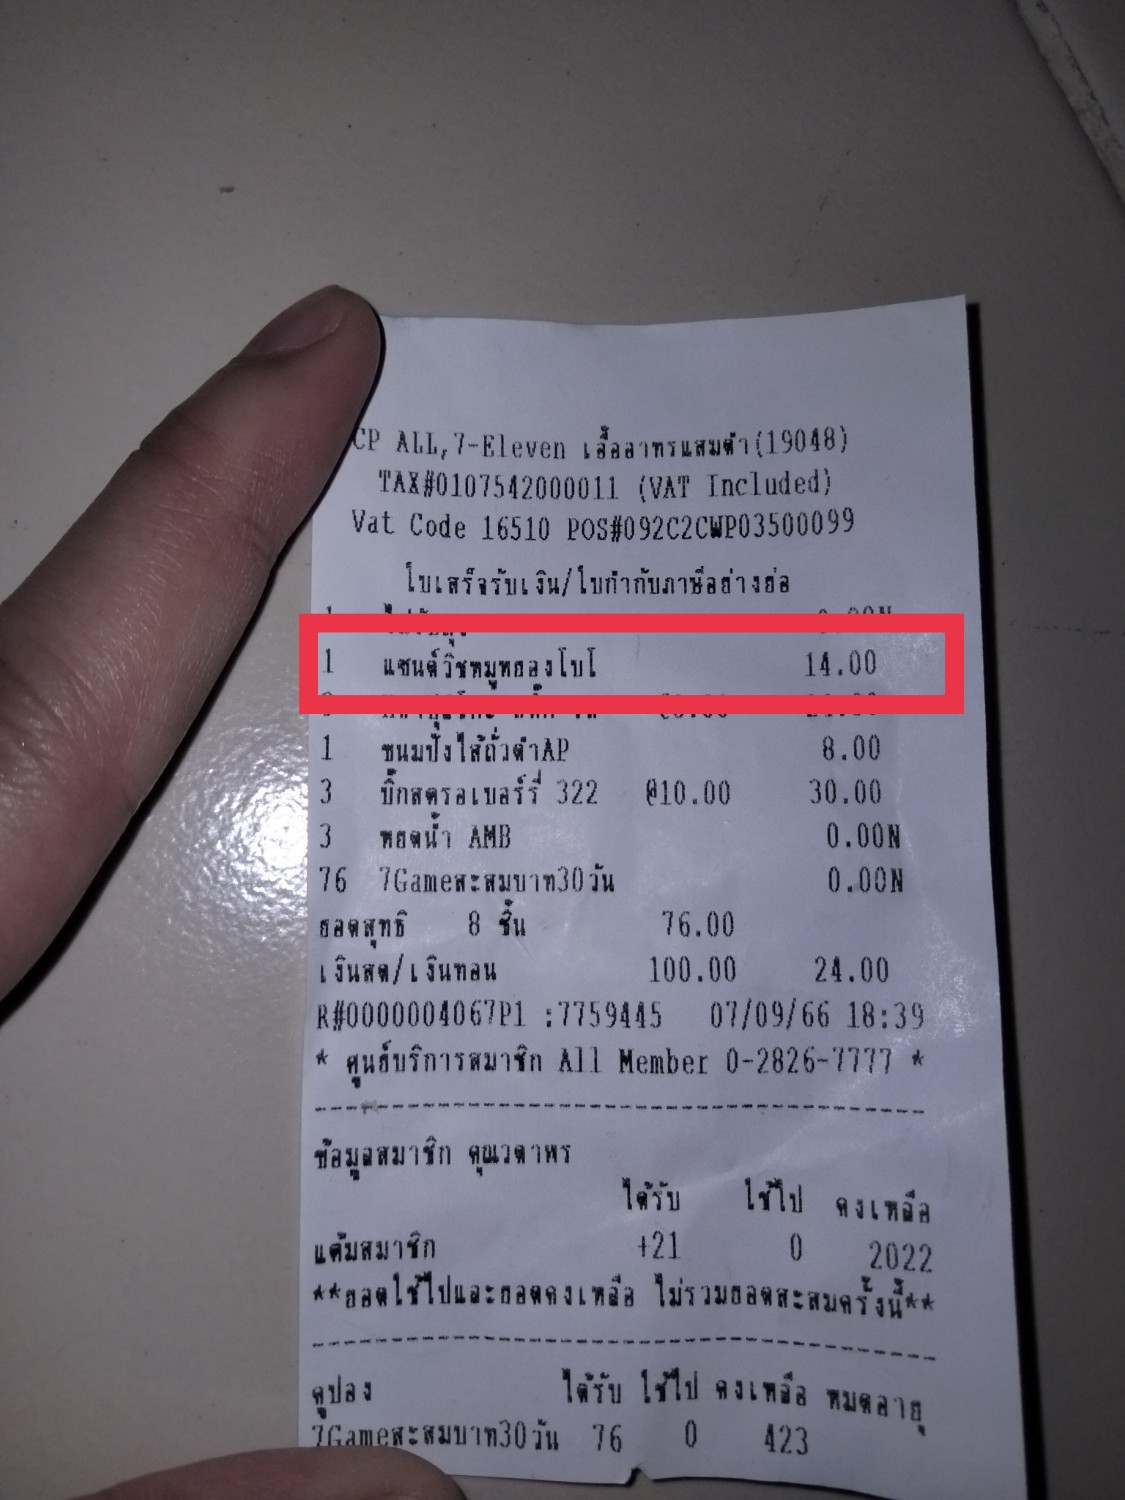 CP ALL,7-Eleven เอื้ออาทรแสมดำ(19048)
TAX#0107542000011 (VAT Included)
Vat Code 16510 POS#092C2CWP03500099
ใบเสร็จรับเงิน/ใบกำกับภาษีอย่างย่อ
1 ไม่รับถุง 0.00N
1 แซนด์วิชหมูหยองโบโ 14.00
24.00
1 ขนมปังไส้ถั่วดำAP 8.00
3 บิ๊กสตรอเบอร์รี่ 322 @10.00 30.00
3 หยดน้ำ AMB 0.00N
76 7Gameสะสมบาท30วัน 0.00N
ยอดสุทธิ 8 ชิ้น 76.00
เงินสด/เงินทอน 100.00 24.00
R#0000004067P1 :7759445 07/09/66 18:39
* ศูนย์บริการสมาชิก All Member 0-2826-7777 *
ข้อมูลสมาชิก คุณวดาพร
ได้รับ ใช้ไป คงเหลือ
แต้มสมาชิก +21 0 2022
**ยอดใช้ไปและยอดคงเหลือ ไม่รวมยอดสะสมครั้งนี้**
คูปอง ได้รับ ใช้ไป คงเหลือ หมดอายุ
7Gameสะสมบาท30วัน 76 0 423